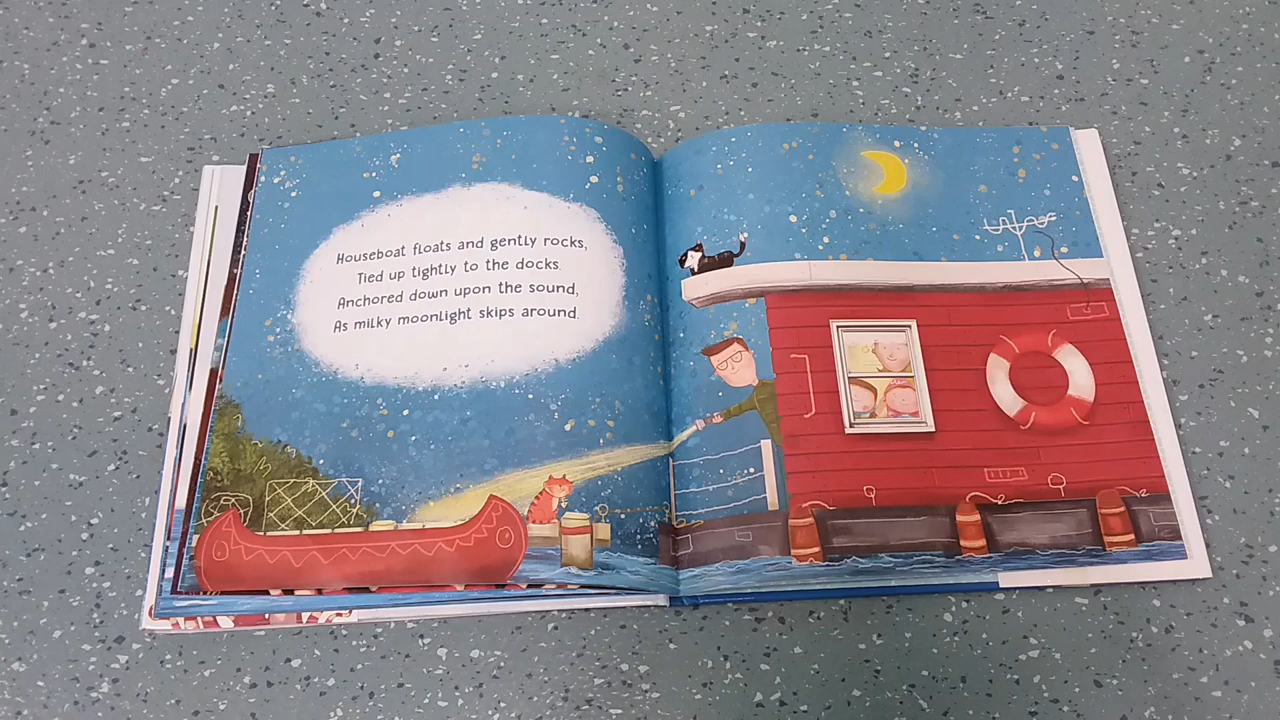 Houseboat floats and gently rocks,
Tied up tightly to the docks.
Anchored down upon the sound,
As milky moonlight skips around.